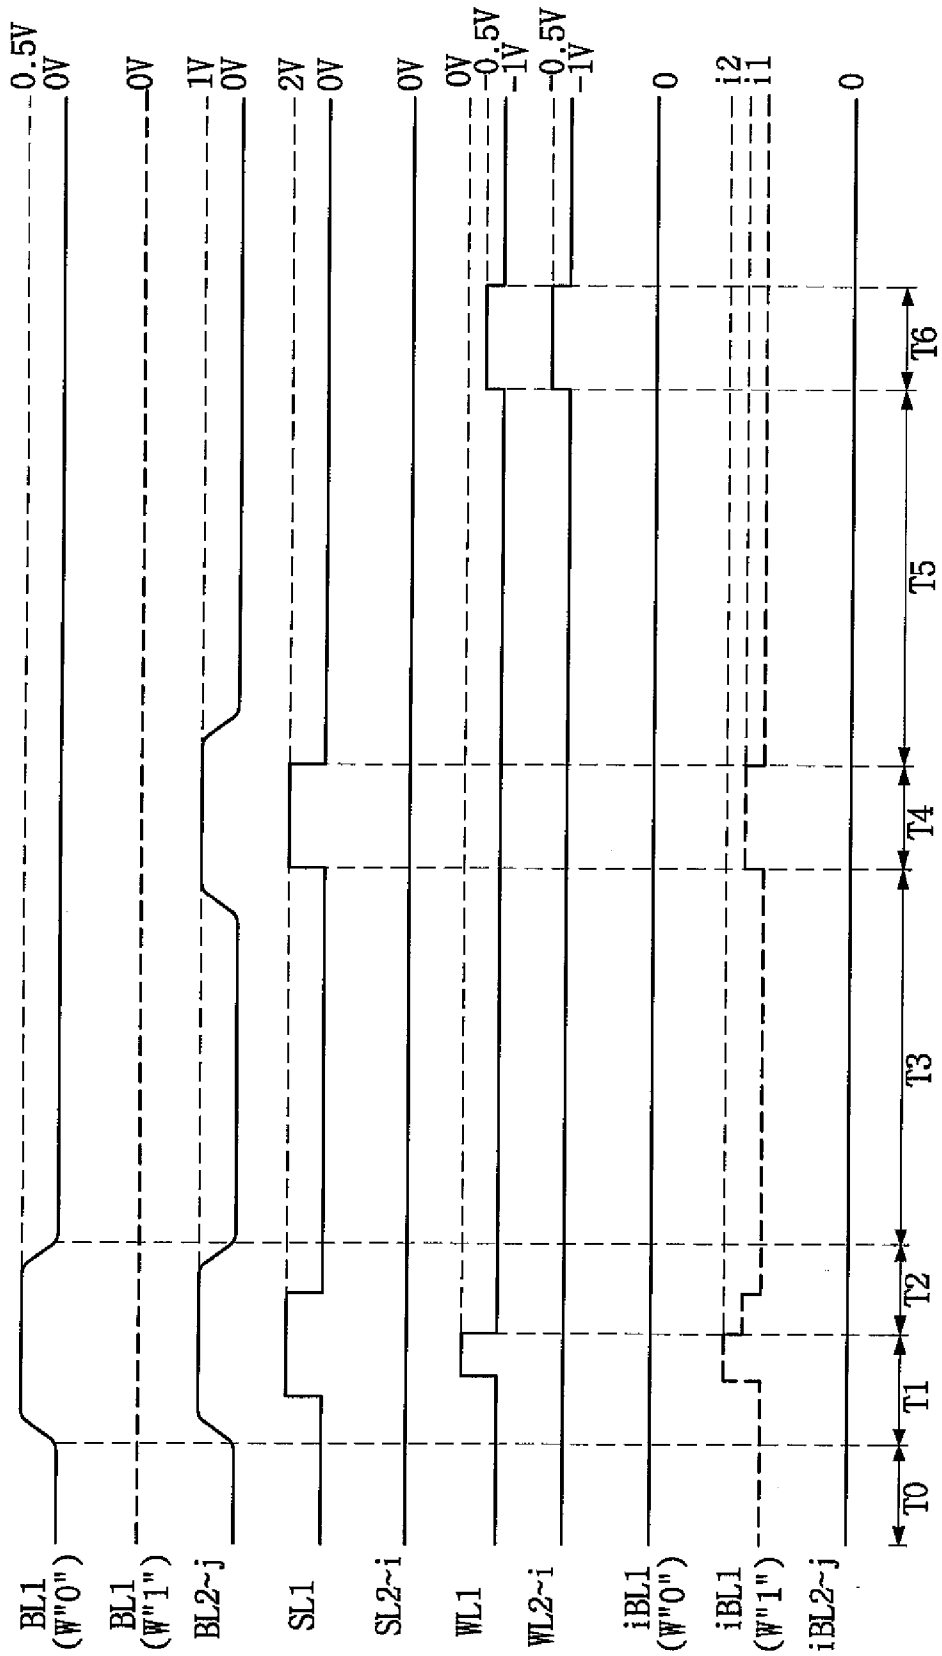 BL1
(W"0")
0.5V
0V
BL1
(W"1")
0V
BL2~j
1V
0V
SL1
2V
0V
SL2~i
0V
WL1
0V
-0.5V
-1V
WL2~i
-0.5V
-1V
iBL1
(W"0")
0
iBL1
(W"1")
i2
i1
iBL2~j
0
T0
T1
T2
T3
T4
T5
T6